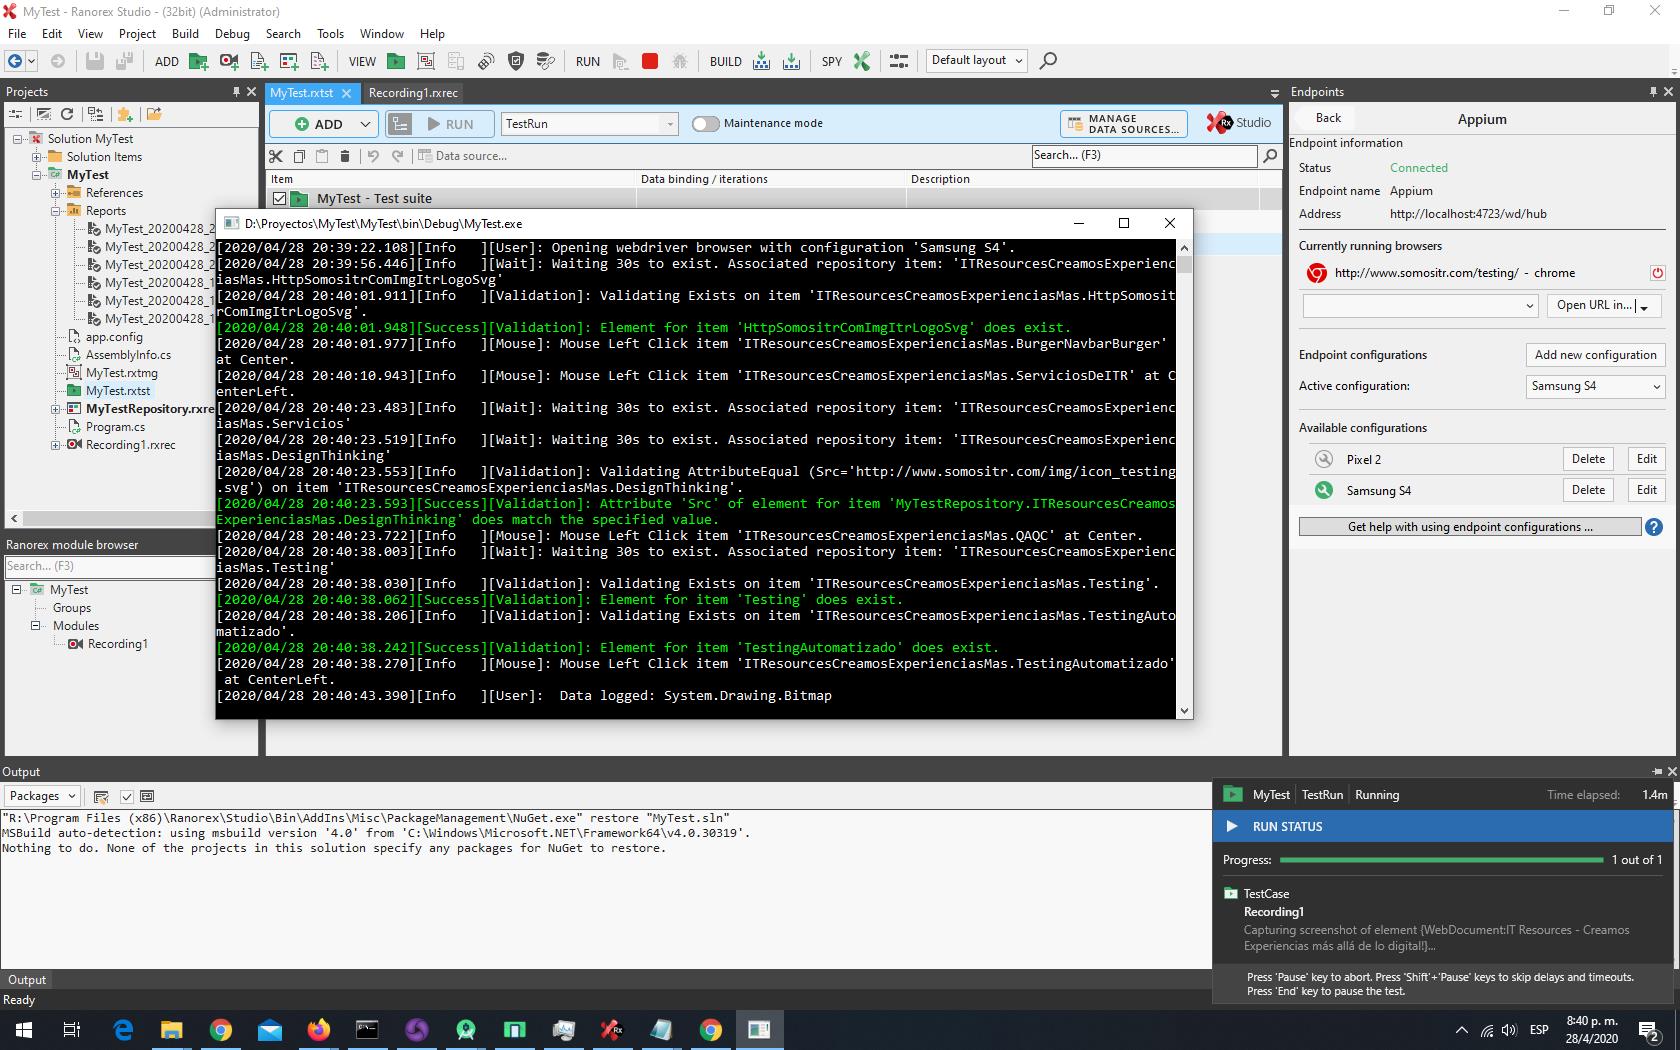 MyTest - Ranorex Studio - (32bit) (Administrator)
File Edit View Project Build Debug Search Tools Window Help
ADD VIEW RUN BUILD SPY Default layout
Projects
Solution MyTest
Solution Items
MyTest
References
Reports
MyTest_20200428_2
MyTest_20200428_2
MyTest_20200428_2
MyTest_20200428_1
MyTest_20200428_1
MyTest_20200428_1
app.config
AssemblyInfo.cs
MyTest.rxtmg
MyTest.rxtst
MyTestRepository.rxre
Program.cs
Recording1.rxrec
Ranorex module browser
Search... (F3)
MyTest
Groups
Modules
Recording1
MyTest.rxtst Recording1.rxrec
ADD RUN TestRun Maintenance mode MANAGE DATA SOURCES... Rx Studio
Data source... Search... (F3)
Item Data binding / iterations Description
MyTest - Test suite
D:\Proyectos\MyTest\MyTest\bin\Debug\MyTest.exe
[2020/04/28 20:39:22.108][Info   ][User]: Opening webdriver browser with configuration 'Samsung S4'.
[2020/04/28 20:39:56.446][Info   ][Wait]: Waiting 30s to exist. Associated repository item: 'ITResourcesCreamosExperienc
iasMas.HttpSomositrComImgItrLogoSvg'
[2020/04/28 20:40:01.911][Info   ][Validation]: Validating Exists on item 'ITResourcesCreamosExperienciasMas.HttpSomosit
rComImgItrLogoSvg'.
[2020/04/28 20:40:01.948][Success][Validation]: Element for item 'HttpSomositrComImgItrLogoSvg' does exist.
[2020/04/28 20:40:01.977][Info   ][Mouse]: Mouse Left Click item 'ITResourcesCreamosExperienciasMas.BurgerNavbarBurger'
at Center.
[2020/04/28 20:40:10.943][Info   ][Mouse]: Mouse Left Click item 'ITResourcesCreamosExperienciasMas.ServiciosDeITR' at C
enterLeft.
[2020/04/28 20:40:23.483][Info   ][Wait]: Waiting 30s to exist. Associated repository item: 'ITResourcesCreamosExperienc
iasMas.Servicios'
[2020/04/28 20:40:23.519][Info   ][Wait]: Waiting 30s to exist. Associated repository item: 'ITResourcesCreamosExperienc
iasMas.DesignThinking'
[2020/04/28 20:40:23.553][Info   ][Validation]: Validating AttributeEqual (Src='http://www.somositr.com/img/icon_testing
.svg') on item 'ITResourcesCreamosExperienciasMas.DesignThinking'.
[2020/04/28 20:40:23.593][Success][Validation]: Attribute 'Src' of element for item 'MyTestRepository.ITResourcesCreamos
ExperienciasMas.DesignThinking' does match the specified value.
[2020/04/28 20:40:23.722][Info   ][Mouse]: Mouse Left Click item 'ITResourcesCreamosExperienciasMas.QAQC' at Center.
[2020/04/28 20:40:38.003][Info   ][Wait]: Waiting 30s to exist. Associated repository item: 'ITResourcesCreamosExperienc
iasMas.Testing'
[2020/04/28 20:40:38.030][Info   ][Validation]: Validating Exists on item 'ITResourcesCreamosExperienciasMas.Testing'.
[2020/04/28 20:40:38.062][Success][Validation]: Element for item 'Testing' does exist.
[2020/04/28 20:40:38.206][Info   ][Validation]: Validating Exists on item 'ITResourcesCreamosExperienciasMas.TestingAuto
matizado'.
[2020/04/28 20:40:38.242][Success][Validation]: Element for item 'TestingAutomatizado' does exist.
[2020/04/28 20:40:38.270][Info   ][Mouse]: Mouse Left Click item 'ITResourcesCreamosExperienciasMas.TestingAutomatizado'
at CenterLeft.
[2020/04/28 20:40:43.390][Info   ][User]:  Data logged: System.Drawing.Bitmap
Endpoints
Back Appium
Endpoint information
Status Connected
Endpoint name Appium
Address http://localhost:4723/wd/hub
Currently running browsers
http://www.somositr.com/testing/ - chrome
Open URL in...
Endpoint configurations Add new configuration
Active configuration: Samsung S4
Available configurations
Pixel 2 Delete Edit
Samsung S4 Delete Edit
Get help with using endpoint configurations ... ?
Output
Packages
"R:\Program Files (x86)\Ranorex\Studio\Bin\AddIns\Misc\PackageManagement\NuGet.exe" restore "MyTest.sln"
MSBuild auto-detection: using msbuild version '4.0' from 'C:\Windows\Microsoft.NET\Framework64\v4.0.30319'.
Nothing to do. None of the projects in this solution specify any packages for NuGet to restore.
MyTest TestRun Running Time elapsed: 1.4m
RUN STATUS
Progress: 1 out of 1
TestCase
Recording1
Capturing screenshot of element {WebDocument:IT Resources - Creamos
Experiencias más allá de lo digital!}...
Press 'Pause' key to abort. Press 'Shift'+'Pause' keys to skip delays and timeouts.
Press 'End' key to pause the test.
Output
Ready
ESP
8:40 p. m.
28/4/2020
2